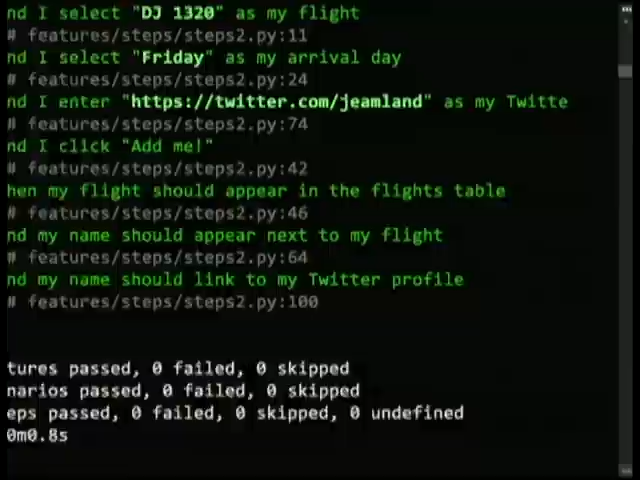 nd I select "DJ 1320" as my flight
# features/steps/steps2.py:11
nd I select "Friday" as my arrival day
# features/steps/steps2.py:24
nd I enter "https://twitter.com/jeamland" as my Twitte
# features/steps/steps2.py:74
nd I click "Add me!"
# features/steps/steps2.py:42
hen my flight should appear in the flights table
# features/steps/steps2.py:46
nd my name should appear next to my flight
# features/steps/steps2.py:64
nd my name should link to my Twitter profile
# features/steps/steps2.py:100
tures passed, 0 failed, 0 skipped
narios passed, 0 failed, 0 skipped
eps passed, 0 failed, 0 skipped, 0 undefined
0m0.8s